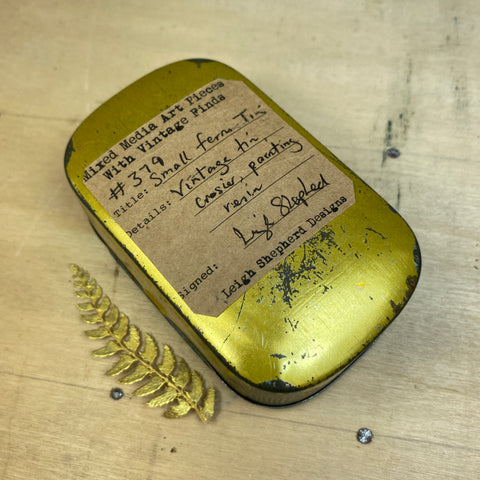 Mixed Media Art Pieces
With Vintage Finds
#379
Title: Small fern Tin
Details: Vintage tin,
Crosier, painting
resin
Signed: Leigh Shepherd
Leigh Shepherd Designs